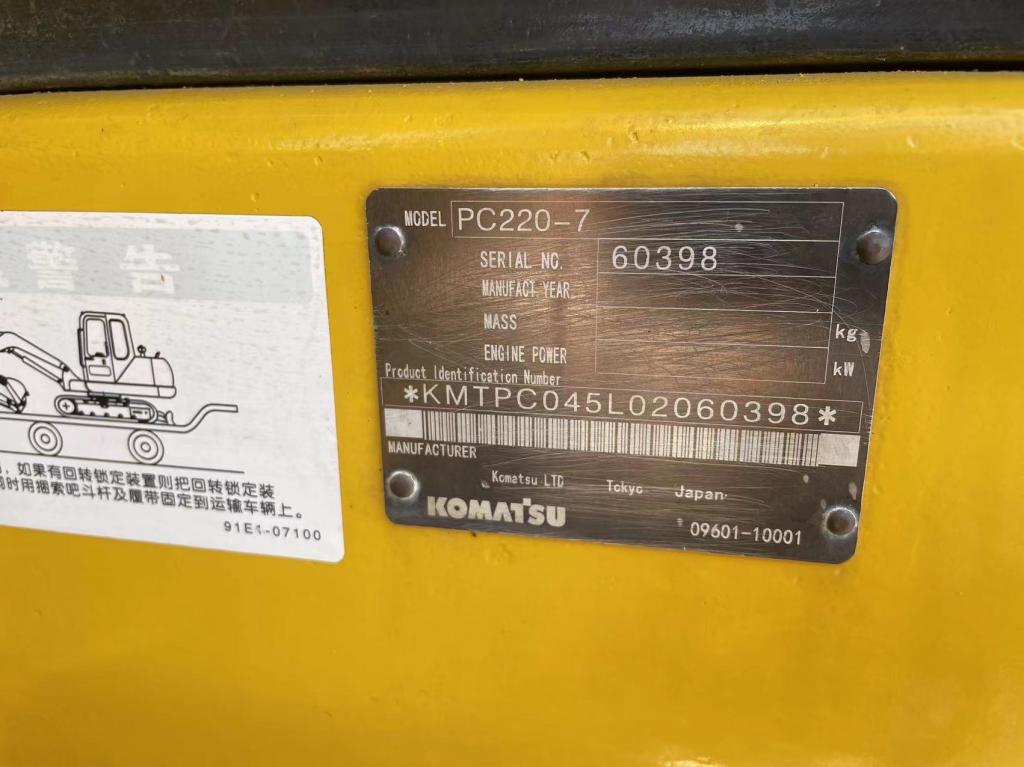 警告
，如果有回转锁定装置则把回转锁定装
时用捆索吧斗杆及履带固定到运输车辆上。
91E1-07100
MODEL PC220-7
SERIAL NO. 60398
MANUFACT YEAR
MASS kg
ENGINE POWER kW
Product Identification Number
*KMTPC045L02060398*
MANUFACTURER
Komatsu LTD Tokyo Japan
KOMATSU
09601-10001